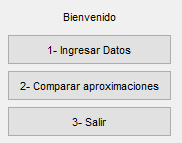 Bienvenido
1- Ingresar Datos
2- Comparar aproximaciones
3- Salir